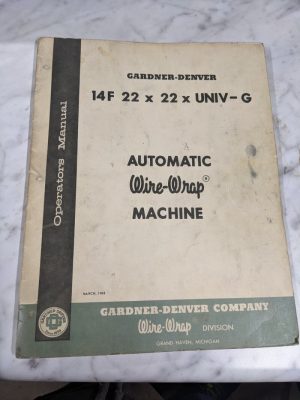 GARDNER-DENVER
14F 22 x 22 x UNIV-G
AUTOMATIC
Wire-Wrap®
MACHINE
Operators Manual
MARCH, 
GARDNER-DENVER COMPANY
Wire-Wrap DIVISION
GRAND HAVEN, MICHIGAN